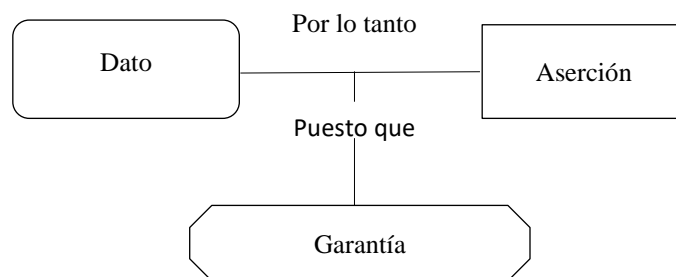 Por lo tanto
Dato
Aserción
Puesto que
Garantía